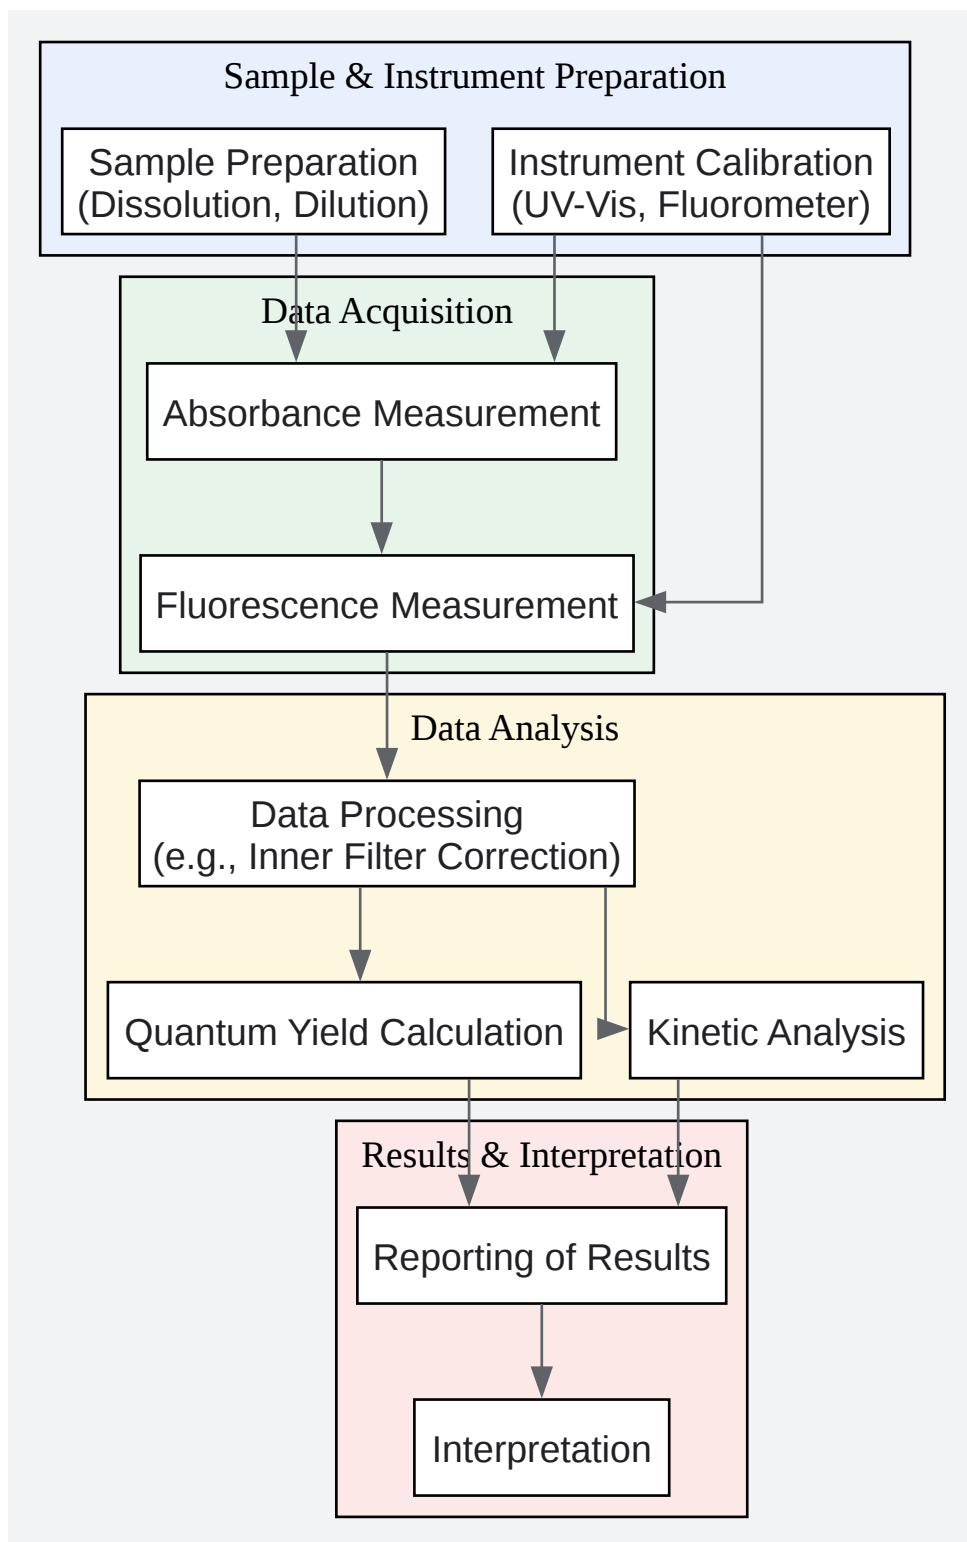 Sample & Instrument Preparation
Sample Preparation
(Dissolution, Dilution)
Instrument Calibration
(UV-Vis, Fluorometer)
Data Acquisition
Absorbance Measurement
Fluorescence Measurement
Data Analysis
Data Processing
(e.g., Inner Filter Correction)
Quantum Yield Calculation
Kinetic Analysis
Results & Interpretation
Reporting of Results
Interpretation